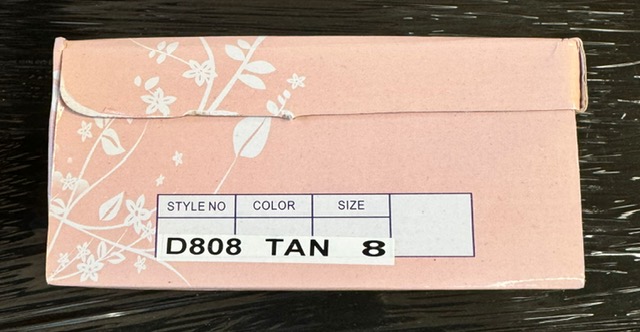 STYLE NO COLOR SIZE
D808 TAN 8